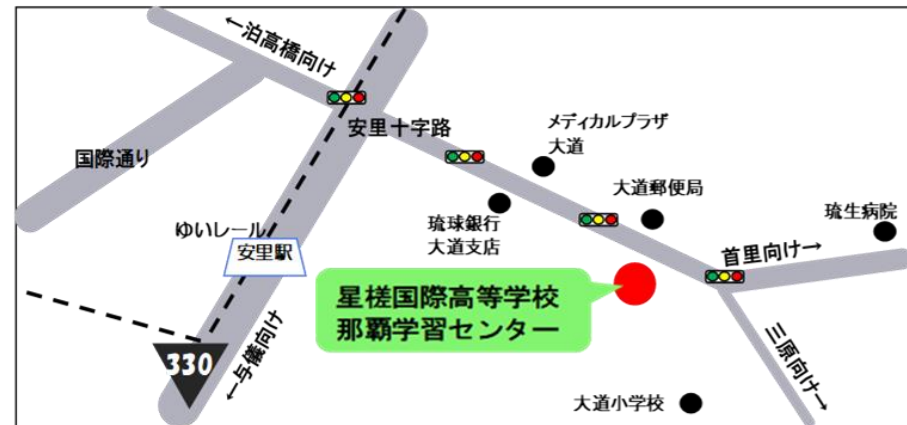 ←泊高橋向け
国際通り
安里十字路
メディカルプラザ
大道
大道郵便局
琉球銀行
大道支店
琉生病院
首里向け→
ゆいレール
安里駅
星槎国際高等学校
那覇学習センター
←与儀向け
330
三原向け→
大道小学校